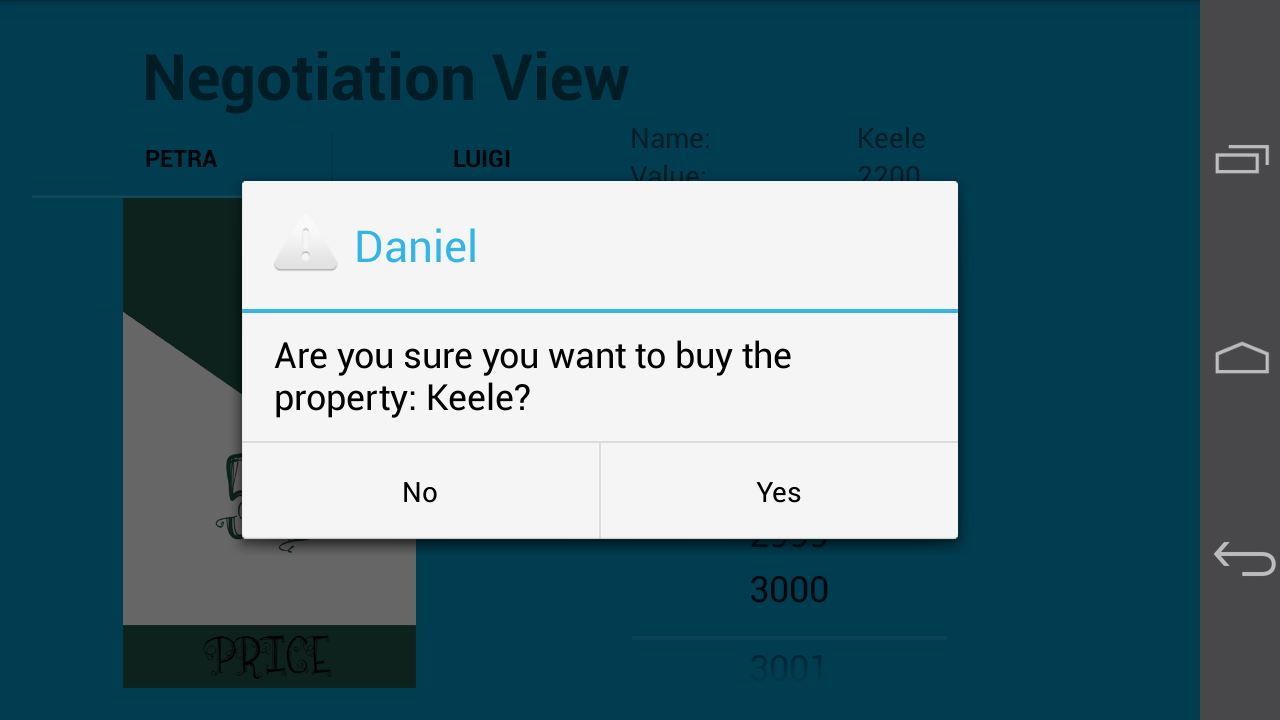 Negotiation View
PETRA
LUIGI
Name:
Keele
Value:
2200
Daniel
Are you sure you want to buy the
property: Keele?
No
Yes
2999
3000
3001
PRICE